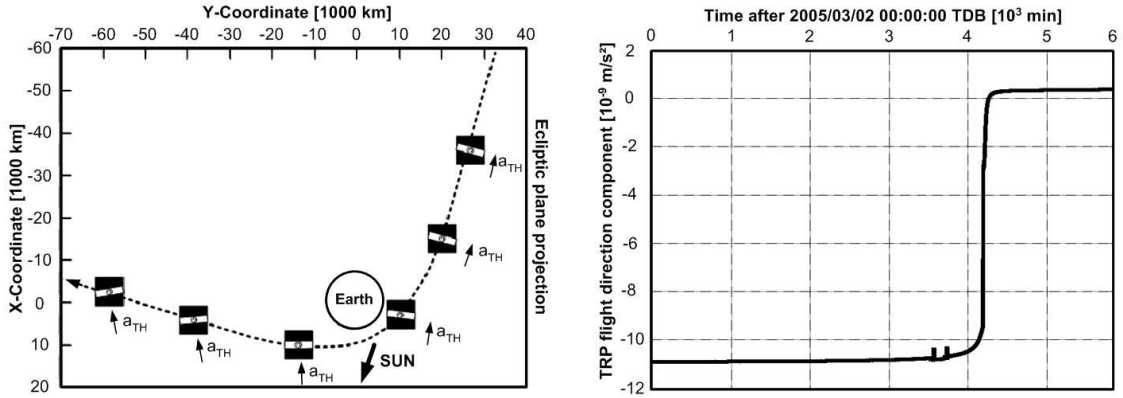 Y-Coordinate [1000 km]
-70 -60 -50 -40 -30 -20 -10 0 10 20 30 40
X-Coordinate [1000 km]
-60
-50
-40
-30
-20
-10
0
10
20
aTH
aTH
Earth
aTH
aTH
aTH
aTH
SUN
Ecliptic plane projection
Time after 2005/03/02 00:00:00 TDB [10³ min]
0 1 2 3 4 5 6
TRP flight direction component [10⁻⁹ m/s²]
2
0
-2
-4
-6
-8
-10
-12